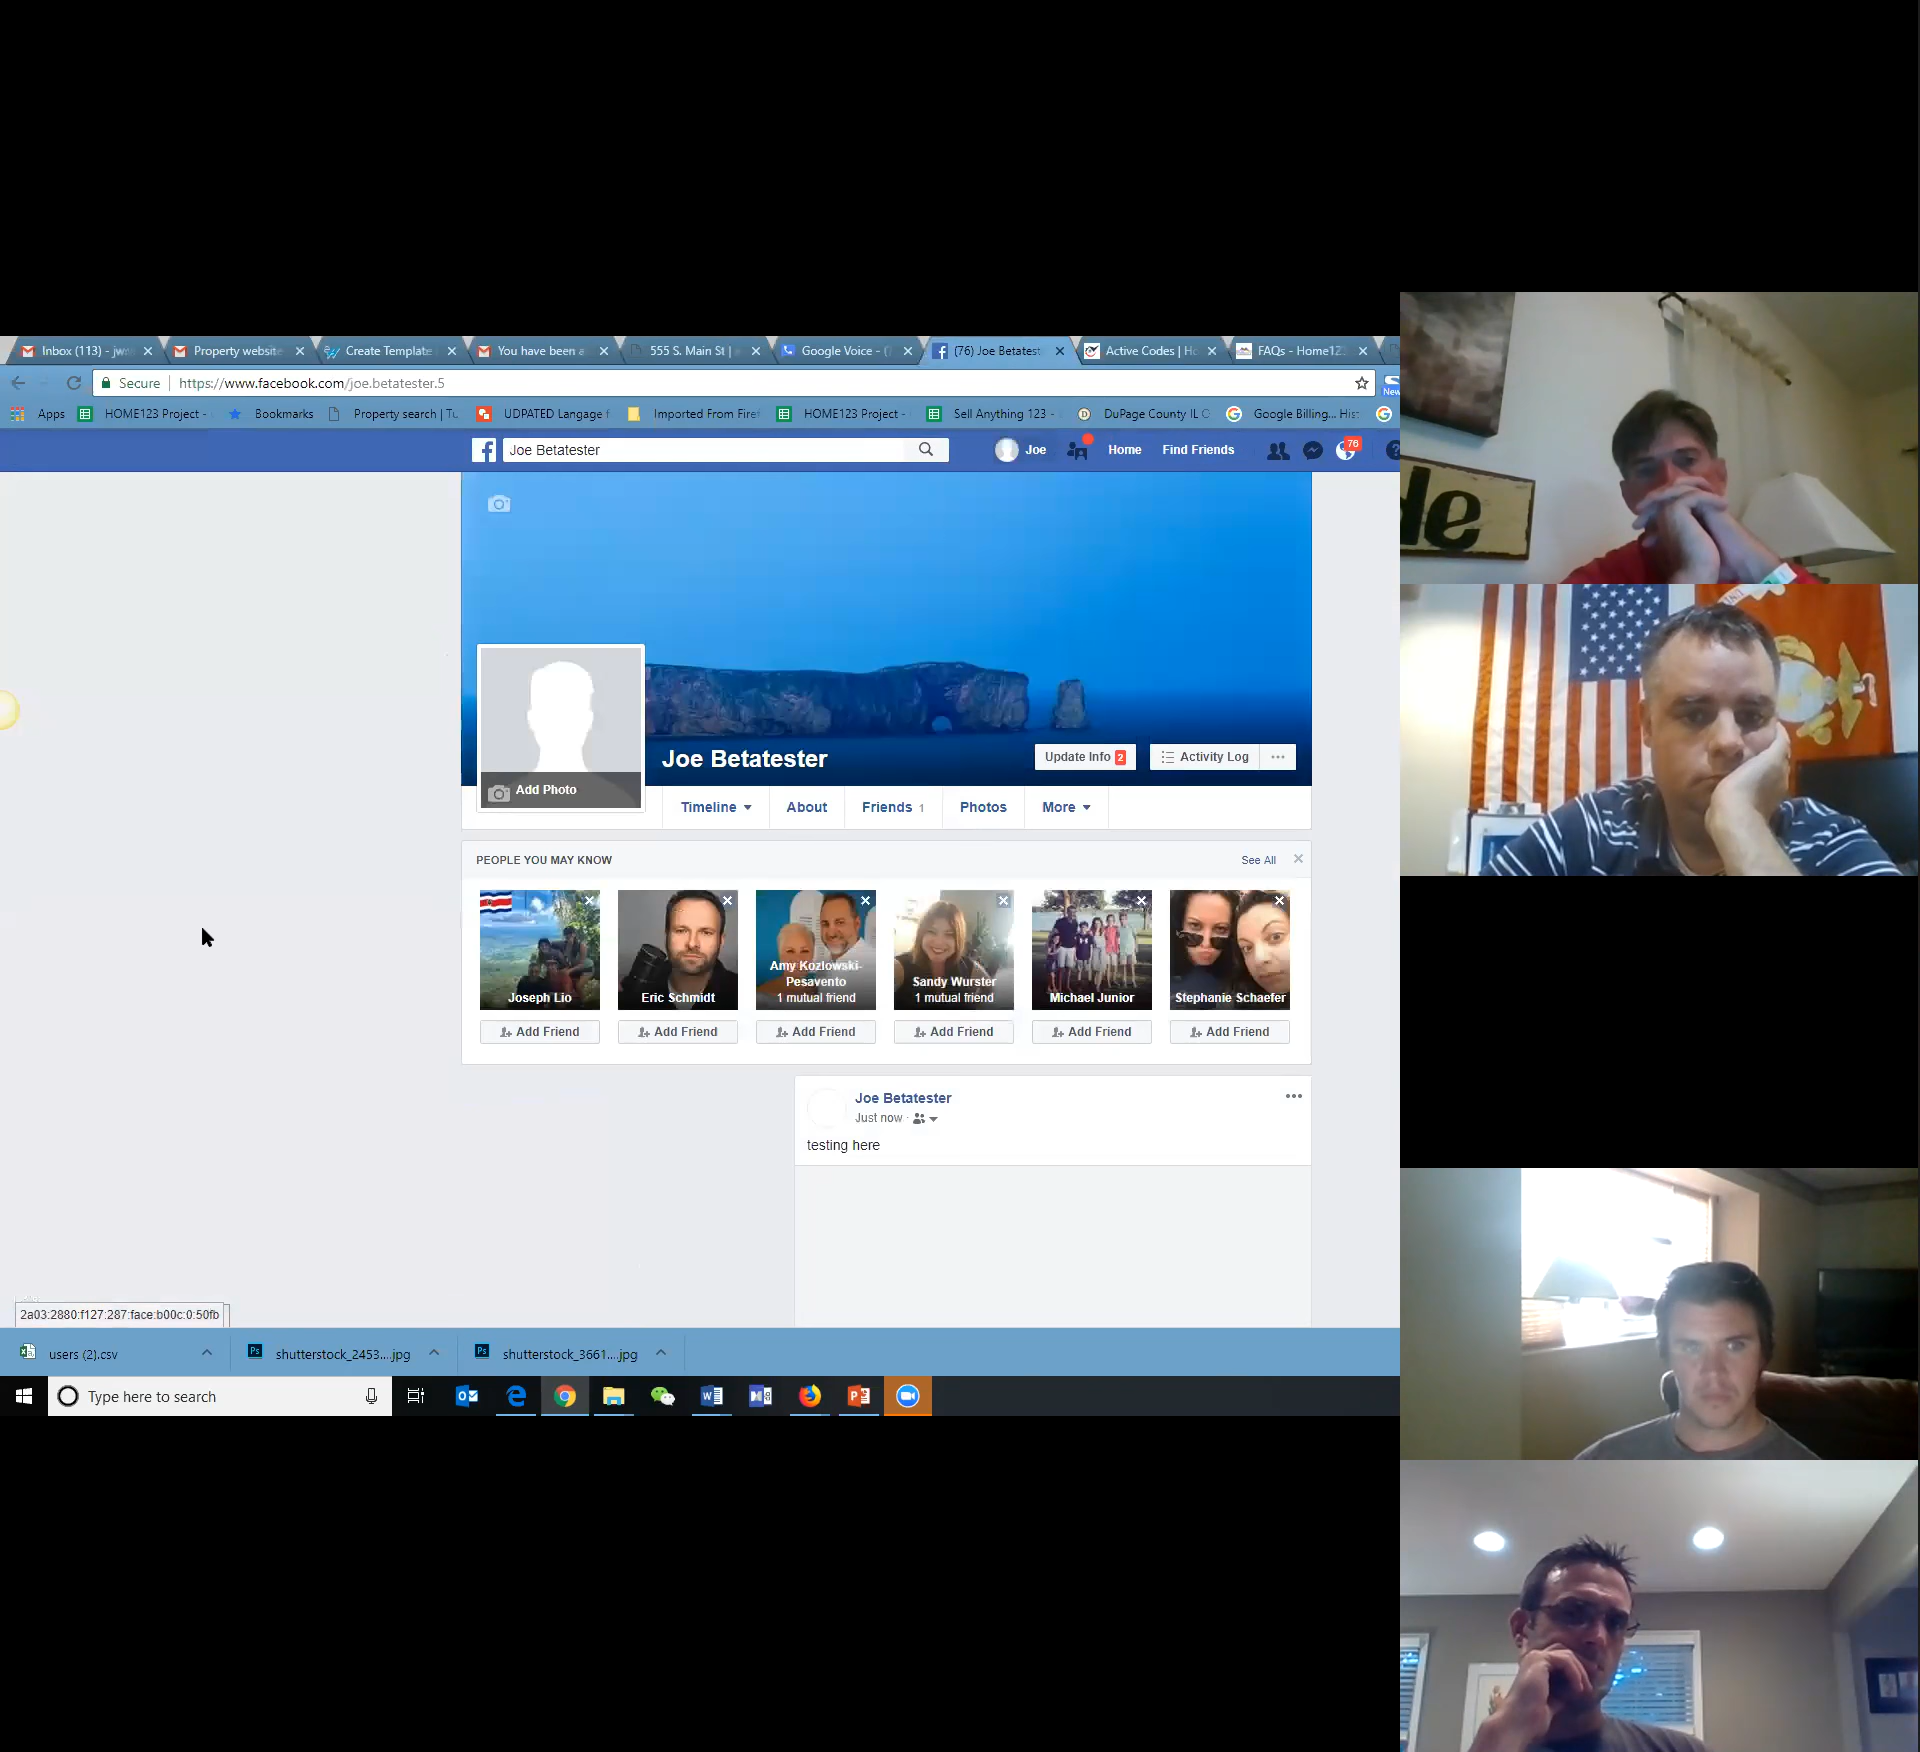 Inbox (113) - jw
Property website
Create Template
You have been a
555 S. Main St |
Google Voice - (
(76) Joe Betatest
Active Codes | Ho
FAQs - Home12
Secure
https://www.facebook.com/joe.betatester.5
New
Apps
HOME123 Project -
Bookmarks
Property search | Tu
UDPATED Langage f
Imported From Firef
HOME123 Project -
Sell Anything 123 -
DuPage County IL
Google Billing... Hist
Joe Betatester
Joe
Home
Find Friends
76
Add Photo
Joe Betatester
Update Info 2
Activity Log
Timeline
About
Friends 1
Photos
More
PEOPLE YOU MAY KNOW
See All
Joseph Lio
Eric Schmidt
Amy Kozlowski-
Pesavento
1 mutual friend
Sandy Wurster
1 mutual friend
Michael Junior
Stephanie Schaefer
Add Friend
Add Friend
Add Friend
Add Friend
Add Friend
Add Friend
Joe Betatester
Just now ·
testing here
2a03:2880:f127:287:face:b00c:0:50fb
users (2).csv
shutterstock_2453....jpg
shutterstock_3661....jpg
Type here to search
de